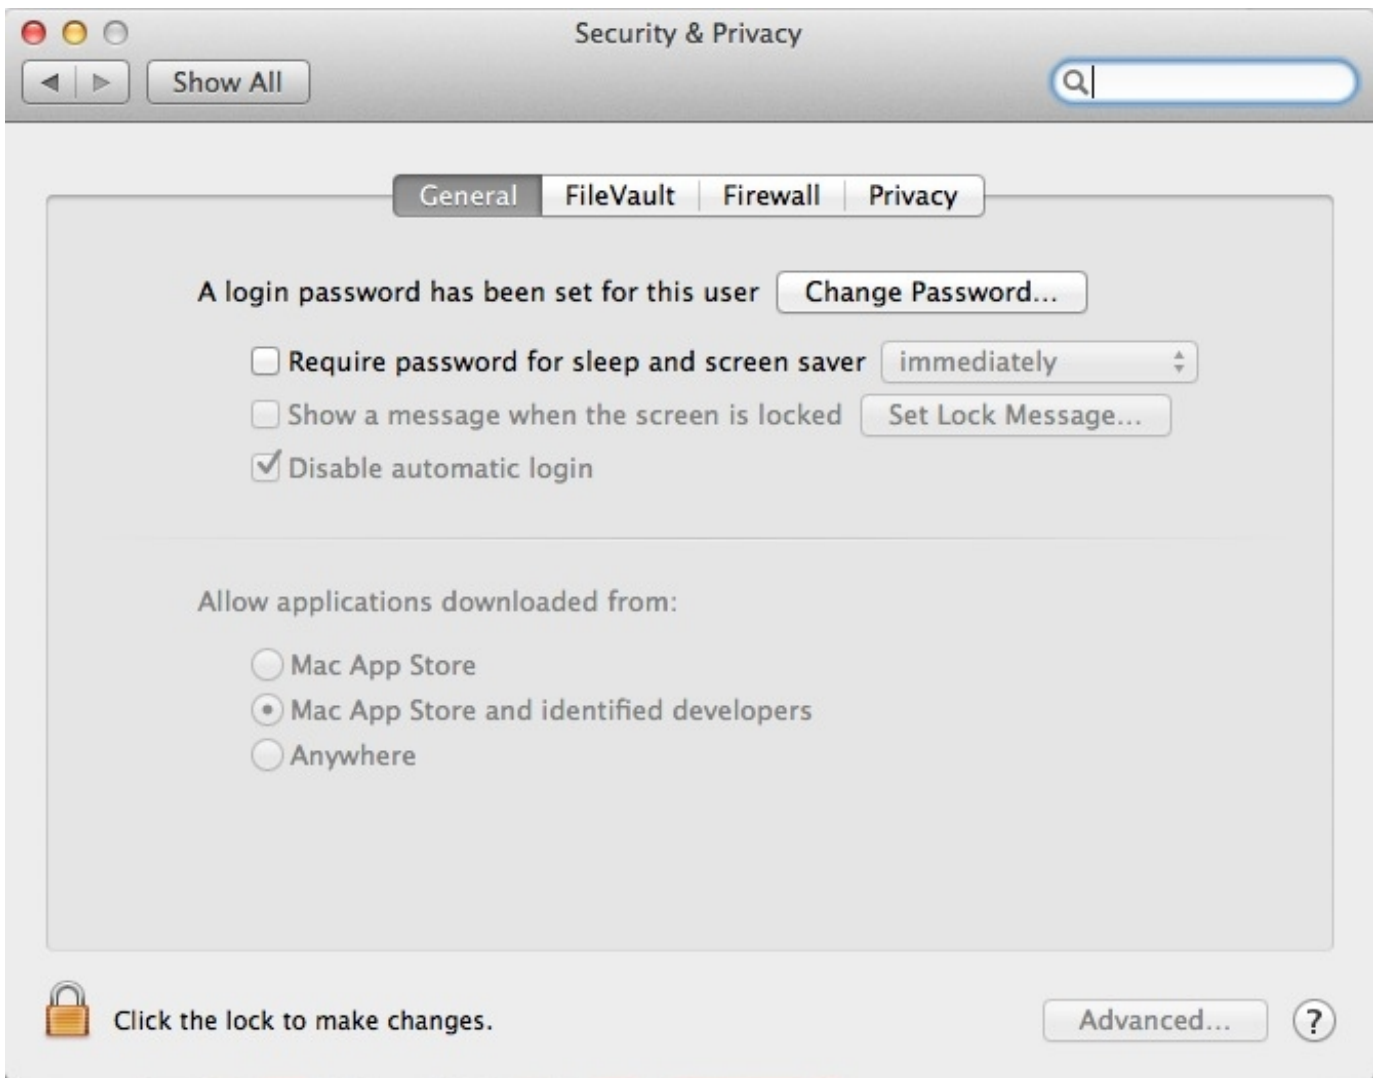 Security & Privacy
Show All
General FileVault Firewall Privacy
A login password has been set for this user Change Password...
Require password for sleep and screen saver immediately
Show a message when the screen is locked Set Lock Message...
Disable automatic login
Allow applications downloaded from:
Mac App Store
Mac App Store and identified developers
Anywhere
Click the lock to make changes. Advanced... ?